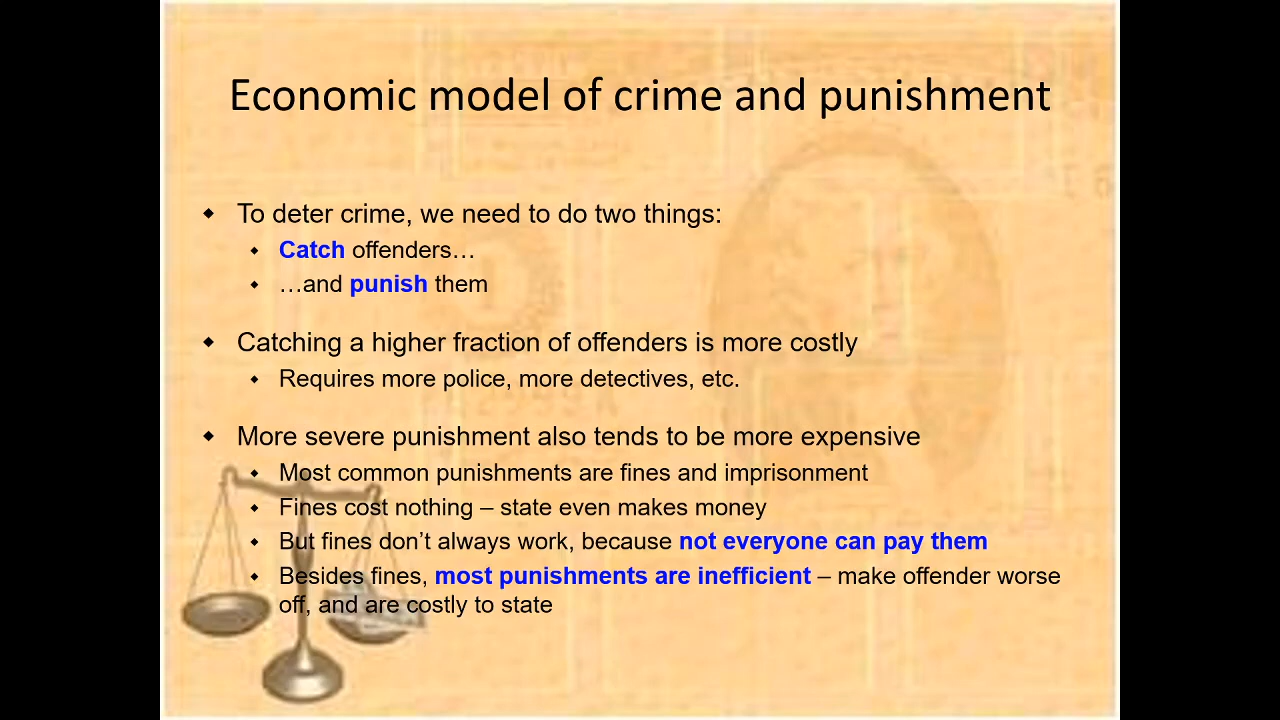 Economic model of crime and punishment
◆ To deter crime, we need to do two things:
◆ Catch offenders…
◆ …and punish them
◆ Catching a higher fraction of offenders is more costly
◆ Requires more police, more detectives, etc.
◆ More severe punishment also tends to be more expensive
◆ Most common punishments are fines and imprisonment
◆ Fines cost nothing – state even makes money
◆ But fines don’t always work, because not everyone can pay them
◆ Besides fines, most punishments are inefficient – make offender worse
off, and are costly to state